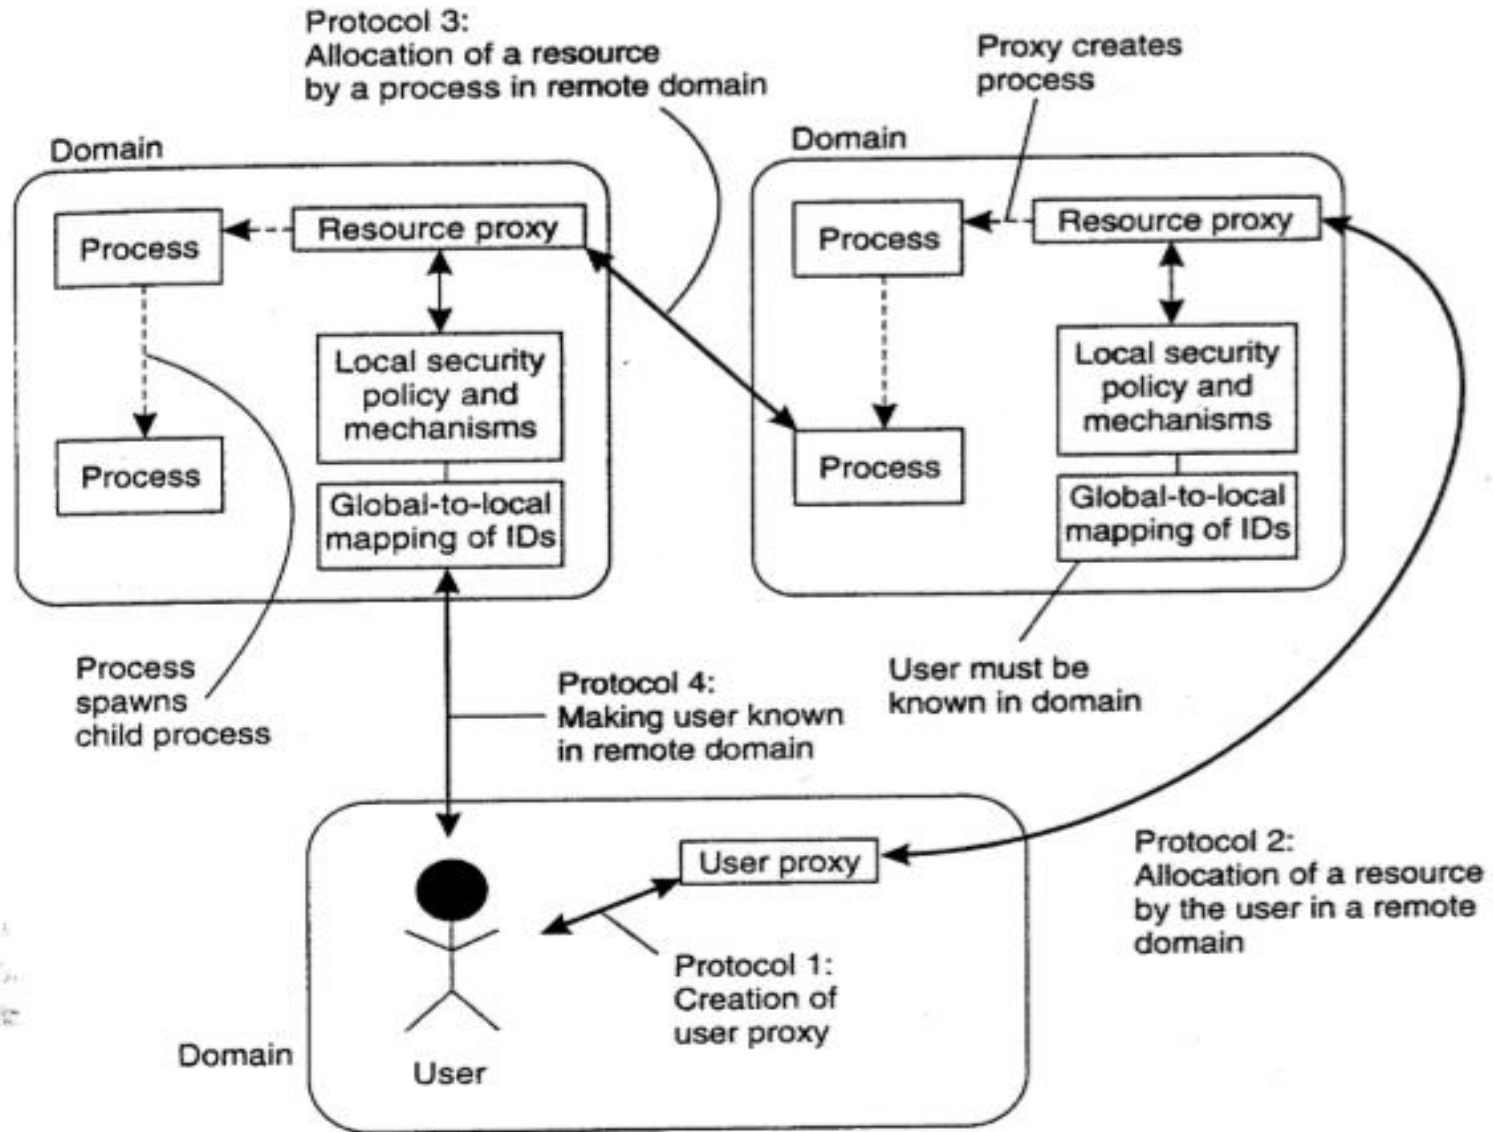 Protocol 3:
Allocation of a resource
by a process in remote domain
Proxy creates
process
Domain
Process
Resource proxy
Local security
policy and
mechanisms
Process
Global-to-local
mapping of IDs
Domain
Process
Resource proxy
Local security
policy and
mechanisms
Process
Global-to-local
mapping of IDs
Process
spawns
child process
Protocol 4:
Making user known
in remote domain
User must be
known in domain
User proxy
Protocol 2:
Allocation of a resource
by the user in a remote
domain
Protocol 1:
Creation of
user proxy
Domain
User